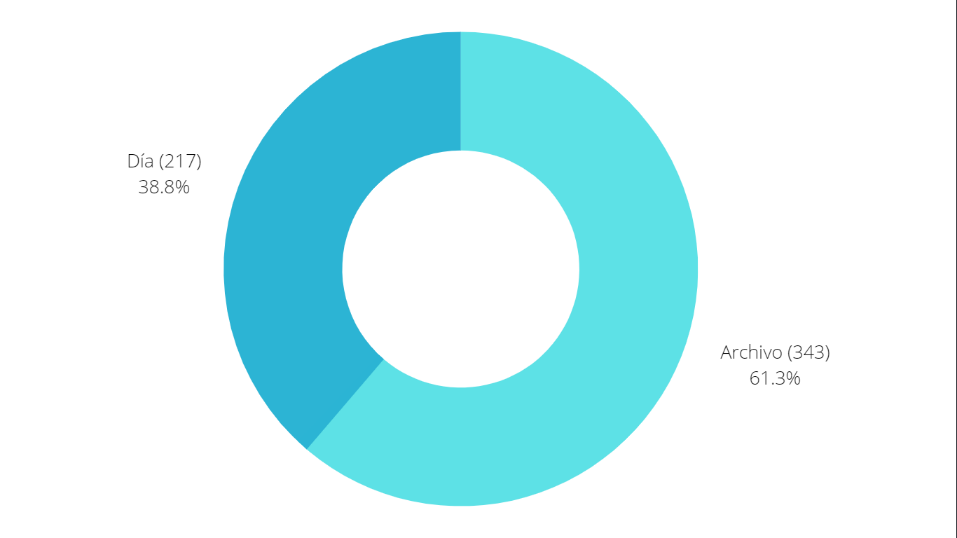 Día (217)
38.8%
Archivo (343)
61.3%